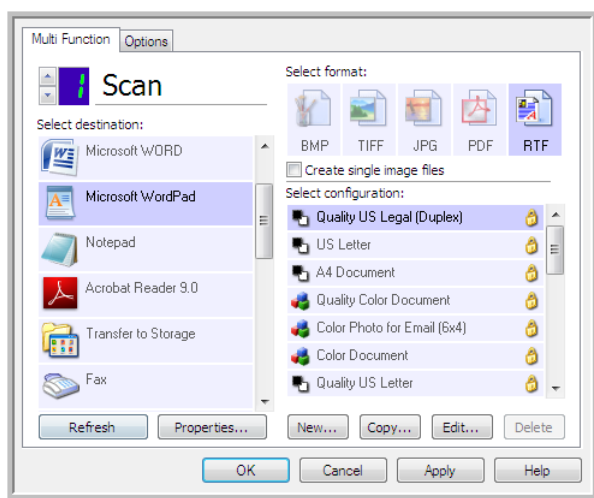 Multi Function
Options
1 Scan
Select destination:
Microsoft WORD
Microsoft WordPad
Notepad
Acrobat Reader 9.0
Transfer to Storage
Fax
Refresh
Properties...
Select format:
BMP TIFF JPG PDF RTF
Create single image files
Select configuration:
Quality US Legal (Duplex)
US Letter
A4 Document
Quality Color Document
Color Photo for Email (6x4)
Color Document
Quality US Letter
New... Copy... Edit... Delete
OK Cancel Apply Help